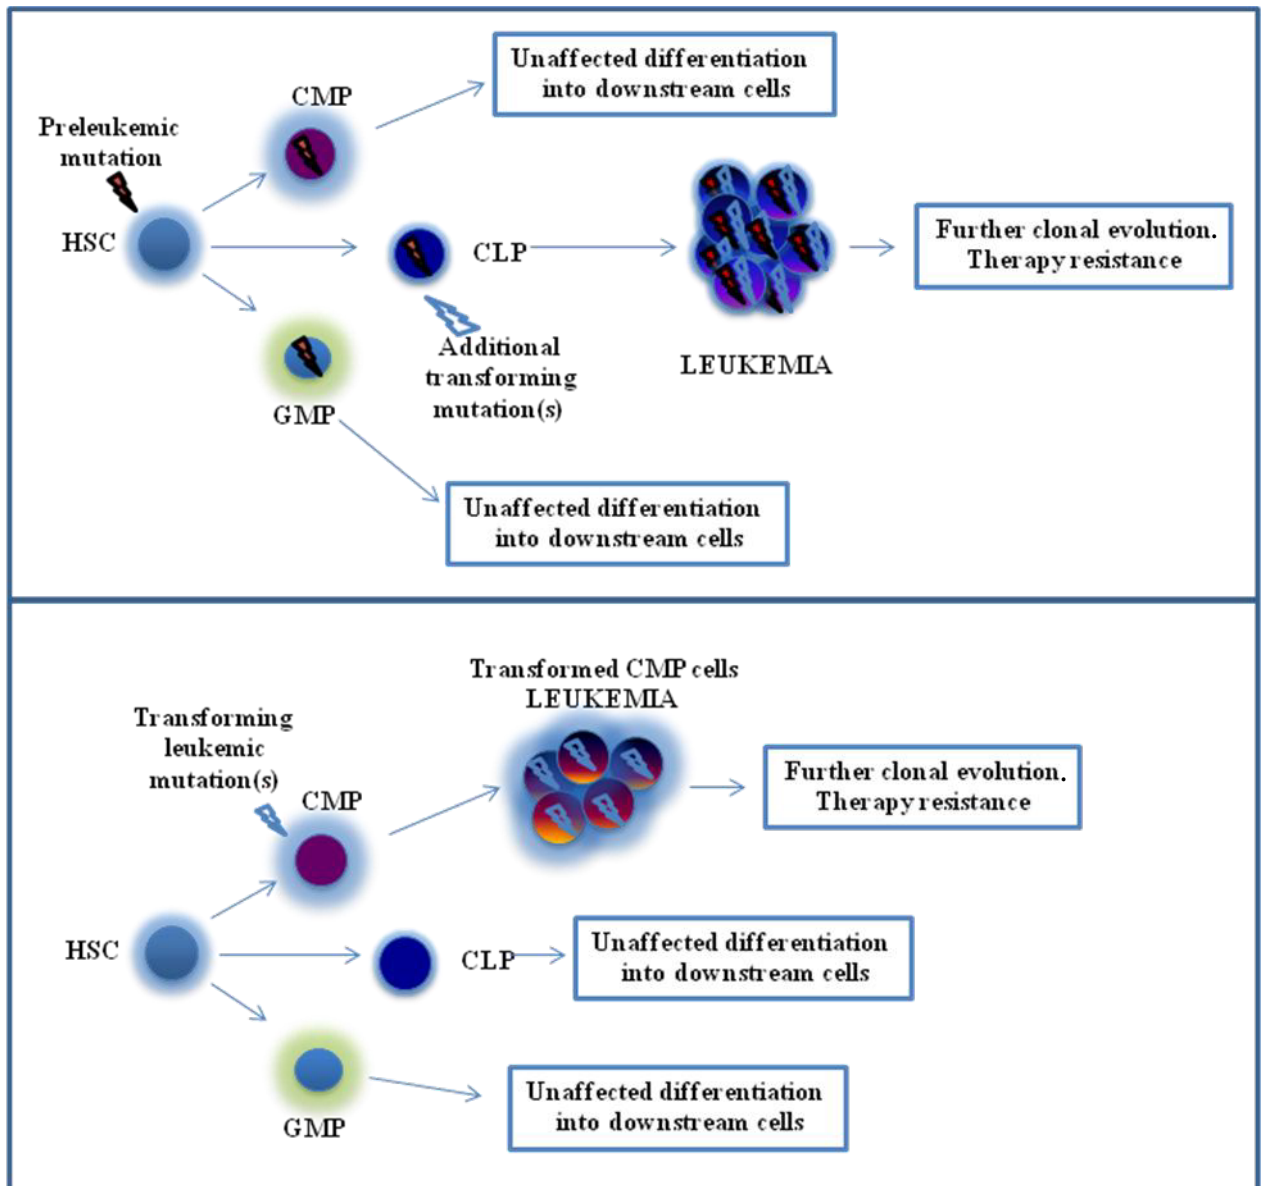 Unaffected differentiation
into downstream cells
CMP
Preleukemic
mutation
HSC
CLP
Further clonal evolution.
Therapy resistance
Additional
transforming
mutation(s)
LEUKEMIA
GMP
Unaffected differentiation
into downstream cells
Transformed CMP cells
LEUKEMIA
Transforming
leukemic
mutation(s)
CMP
Further clonal evolution.
Therapy resistance
HSC
CLP
Unaffected differentiation
into downstream cells
GMP
Unaffected differentiation
into downstream cells